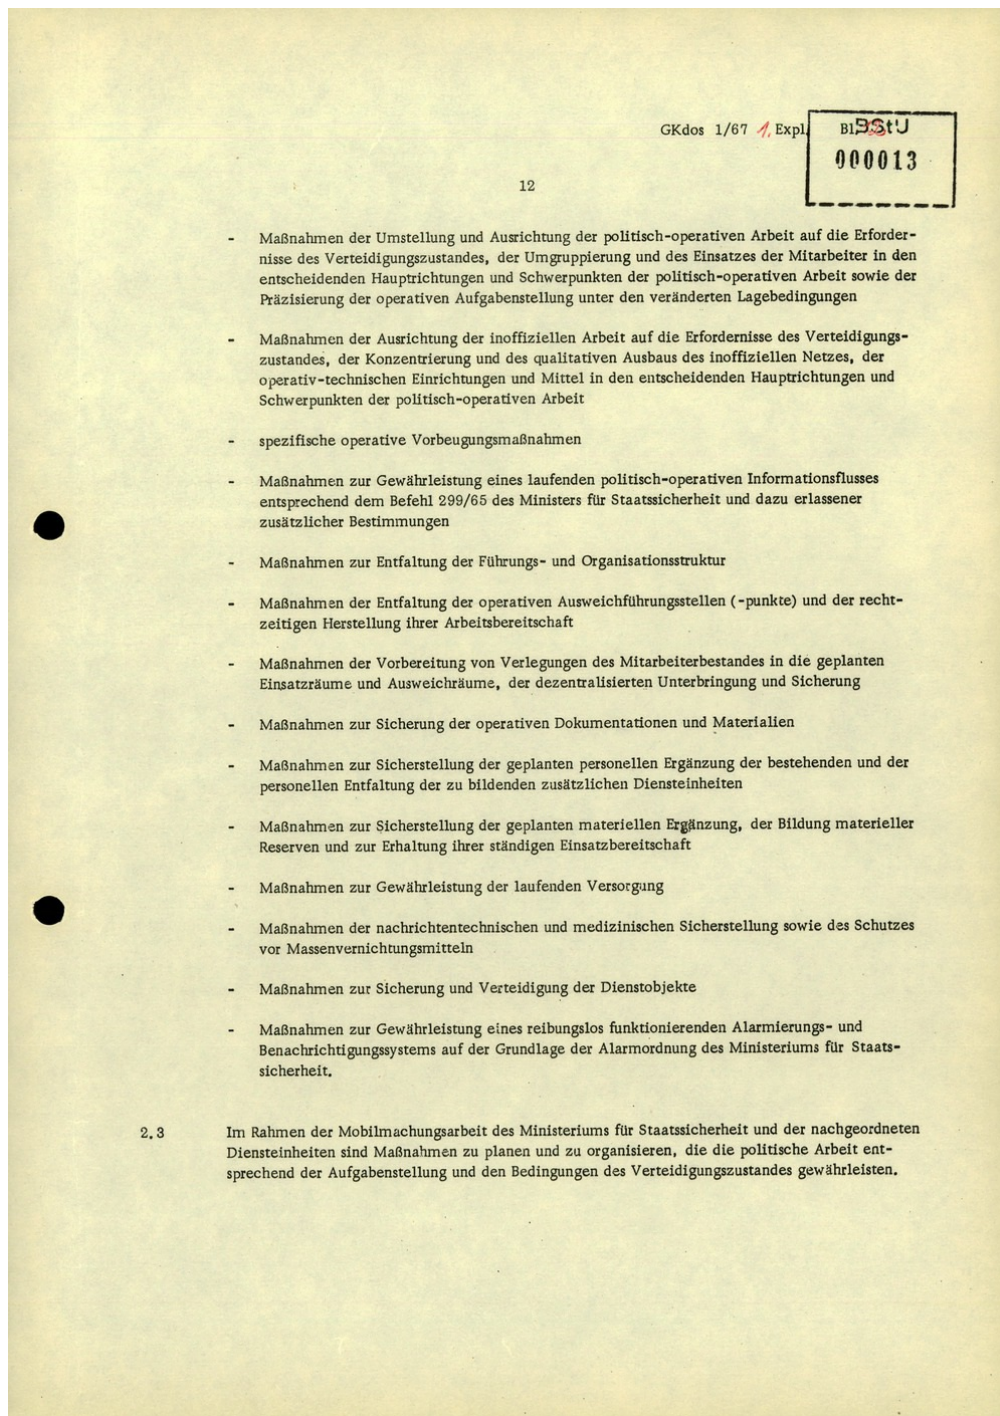 GKdos 1/67 1. Expl. Bl.
BStU
000013
12
- Maßnahmen der Umstellung und Ausrichtung der politisch-operativen Arbeit auf die Erforder-
nisse des Verteidigungszustandes, der Umgruppierung und des Einsatzes der Mitarbeiter in den
entscheidenden Hauptrichtungen und Schwerpunkten der politisch-operativen Arbeit sowie der
Präzisierung der operativen Aufgabenstellung unter den veränderten Lagebedingungen
- Maßnahmen der Ausrichtung der inoffiziellen Arbeit auf die Erfordernisse des Verteidigungs-
zustandes, der Konzentrierung und des qualitativen Ausbaus des inoffiziellen Netzes, der
operativ-technischen Einrichtungen und Mittel in den entscheidenden Hauptrichtungen und
Schwerpunkten der politisch-operativen Arbeit
- spezifische operative Vorbeugungsmaßnahmen
- Maßnahmen zur Gewährleistung eines laufenden politisch-operativen Informationsflusses
entsprechend dem Befehl 299/65 des Ministers für Staatssicherheit und dazu erlassener
zusätzlicher Bestimmungen
- Maßnahmen zur Entfaltung der Führungs- und Organisationsstruktur
- Maßnahmen der Entfaltung der operativen Ausweichführungsstellen (-punkte) und der recht-
zeitigen Herstellung ihrer Arbeitsbereitschaft
- Maßnahmen der Vorbereitung von Verlegungen des Mitarbeiterbestandes in die geplanten
Einsatzräume und Ausweichräume, der dezentralisierten Unterbringung und Sicherung
- Maßnahmen zur Sicherung der operativen Dokumentationen und Materialien
- Maßnahmen zur Sicherstellung der geplanten personellen Ergänzung der bestehenden und der
personellen Entfaltung der zu bildenden zusätzlichen Diensteinheiten
- Maßnahmen zur Sicherstellung der geplanten materiellen Ergänzung, der Bildung materieller
Reserven und zur Erhaltung ihrer ständigen Einsatzbereitschaft
- Maßnahmen zur Gewährleistung der laufenden Versorgung
- Maßnahmen der nachrichtentechnischen und medizinischen Sicherstellung sowie des Schutzes
vor Massenvernichtungsmitteln
- Maßnahmen zur Sicherung und Verteidigung der Dienstobjekte
- Maßnahmen zur Gewährleistung eines reibungslos funktionierenden Alarmierungs- und
Benachrichtigungssystems auf der Grundlage der Alarmordnung des Ministeriums für Staats-
sicherheit.
2.3 Im Rahmen der Mobilmachungsarbeit des Ministeriums für Staatssicherheit und der nachgeordneten
Diensteinheiten sind Maßnahmen zu planen und zu organisieren, die die politische Arbeit ent-
sprechend der Aufgabenstellung und den Bedingungen des Verteidigungszustandes gewährleisten.